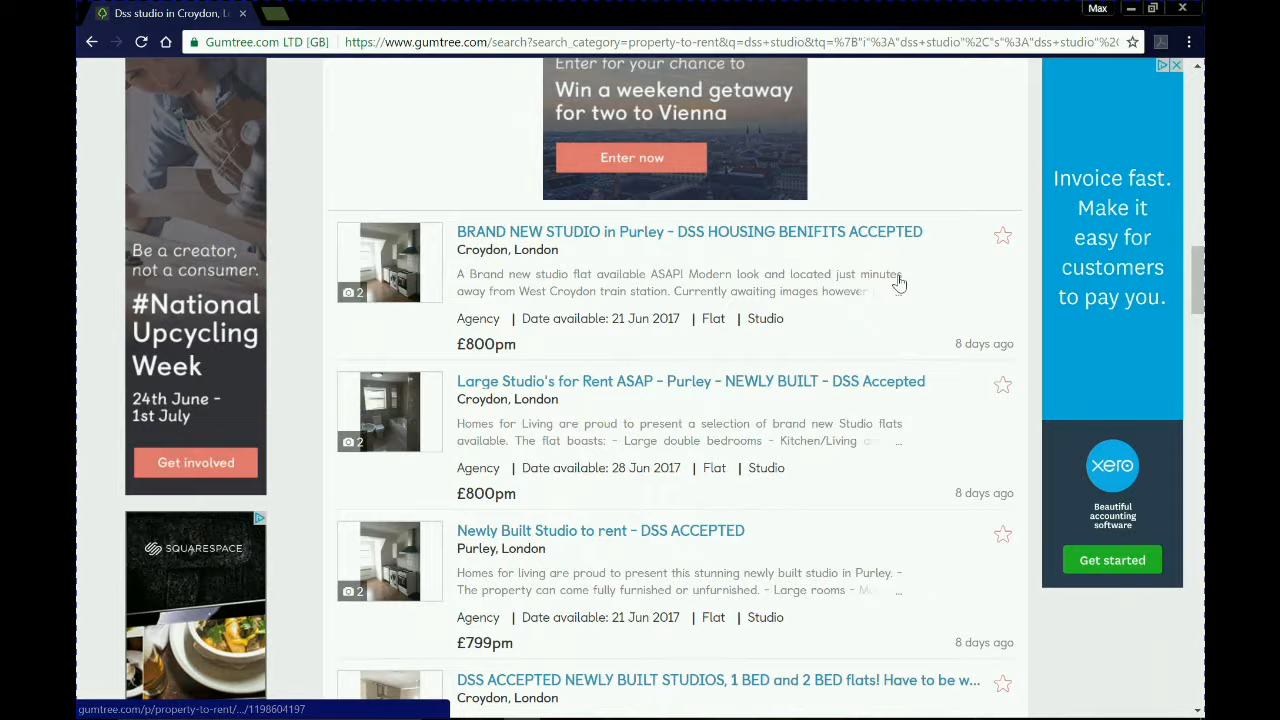 Dss studio in Croydon, L
Max
Gumtree.com LTD [GB]
https://www.gumtree.com/search?search_category=property-to-rent&q=dss+studio&tq=%7B"i"%3A"dss+studio"%2C"s"%3A"dss+studio"%2C
Enter for your chance to
Win a weekend getaway
for two to Vienna
Enter now
Be a creator,
not a consumer.
#National
Upcycling
Week
24th June -
1st July
Get involved
SQUARESPACE
BRAND NEW STUDIO in Purley - DSS HOUSING BENIFITS ACCEPTED
Croydon, London
A Brand new studio flat available ASAP! Modern look and located just minutes
away from West Croydon train station. Currently awaiting images however
...
Agency | Date available: 21 Jun 2017 | Flat | Studio
£800pm
8 days ago
2
Large Studio's for Rent ASAP - Purley - NEWLY BUILT - DSS Accepted
Croydon, London
Homes for Living are proud to present a selection of brand new Studio flats
available. The flat boasts: - Large double bedrooms - Kitchen/Living
...
Agency | Date available: 28 Jun 2017 | Flat | Studio
£800pm
8 days ago
2
Newly Built Studio to rent - DSS ACCEPTED
Purley, London
Homes for living are proud to present this stunning newly built studio in Purley. -
The property can come fully furnished or unfurnished. - Large rooms -
...
Agency | Date available: 21 Jun 2017 | Flat | Studio
£799pm
8 days ago
2
DSS ACCEPTED NEWLY BUILT STUDIOS, 1 BED and 2 BED flats! Have to be w...
Croydon, London
Invoice fast.
Make it
easy for
customers
to pay you.
xero
Beautiful
accounting
software
Get started
gumtree.com/p/property-to-rent/.../1198604197